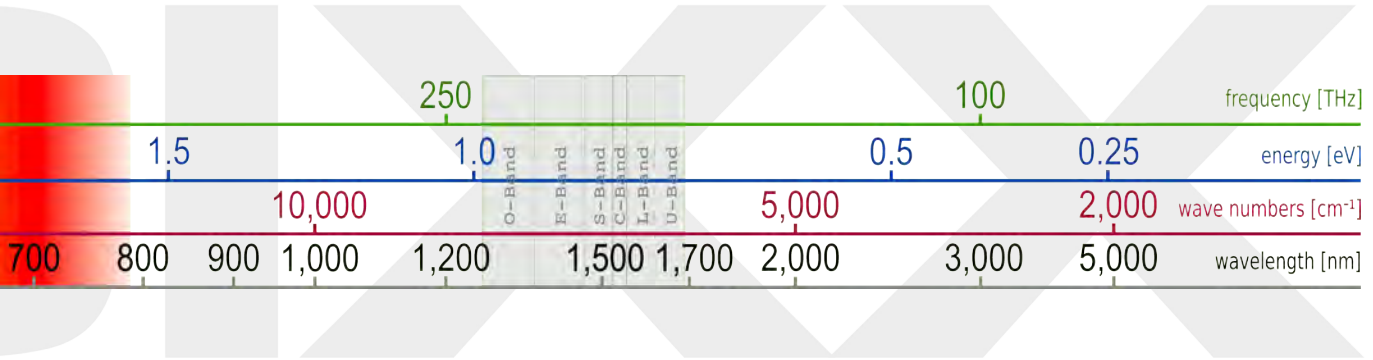 250 100 frequency [THz]
1.5 1.0 0.5 0.25 energy [eV]
O-Band E-Band S-Band C-Band L-Band U-Band
10,000 5,000 2,000 wave numbers [cm⁻¹]
700 800 900 1,000 1,200 1,500 1,700 2,000 3,000 5,000 wavelength [nm]